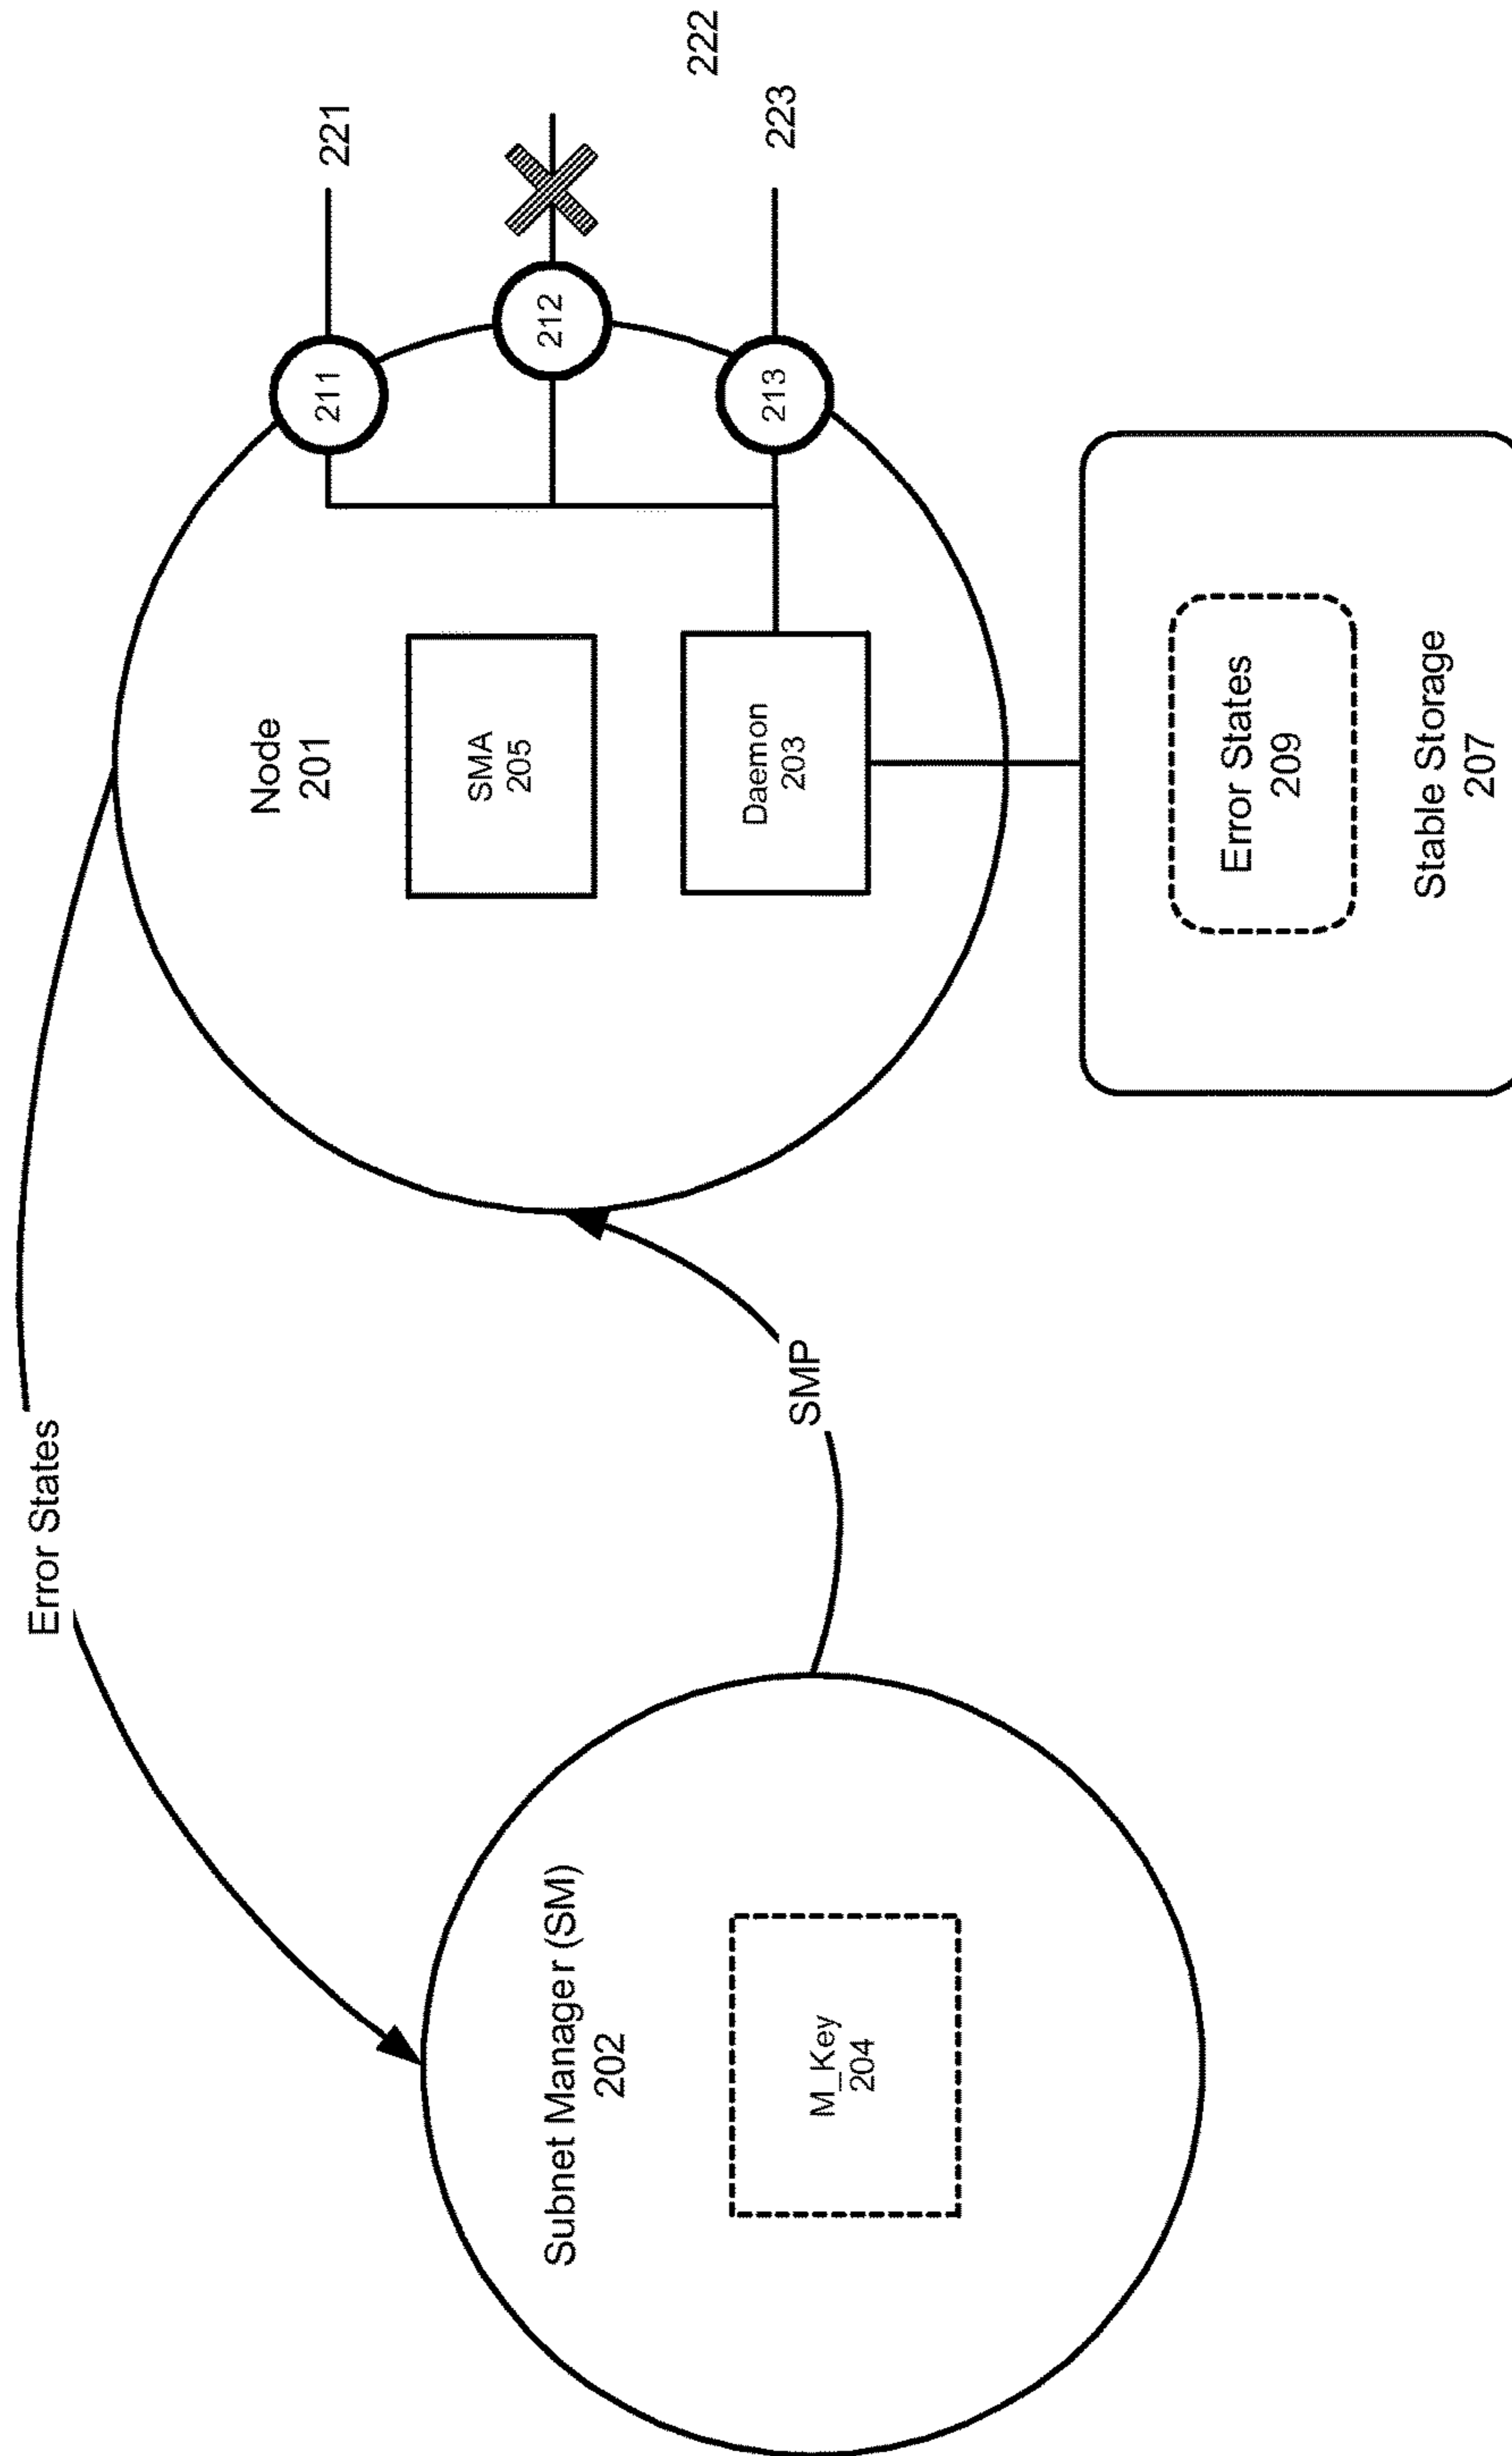 Error States
Subnet Manager (SM)
202
M_Key
204
SMP
Node
201
SMA
205
Daemon
203
211
212
213
221
222
223
Error States
209
Stable Storage
207